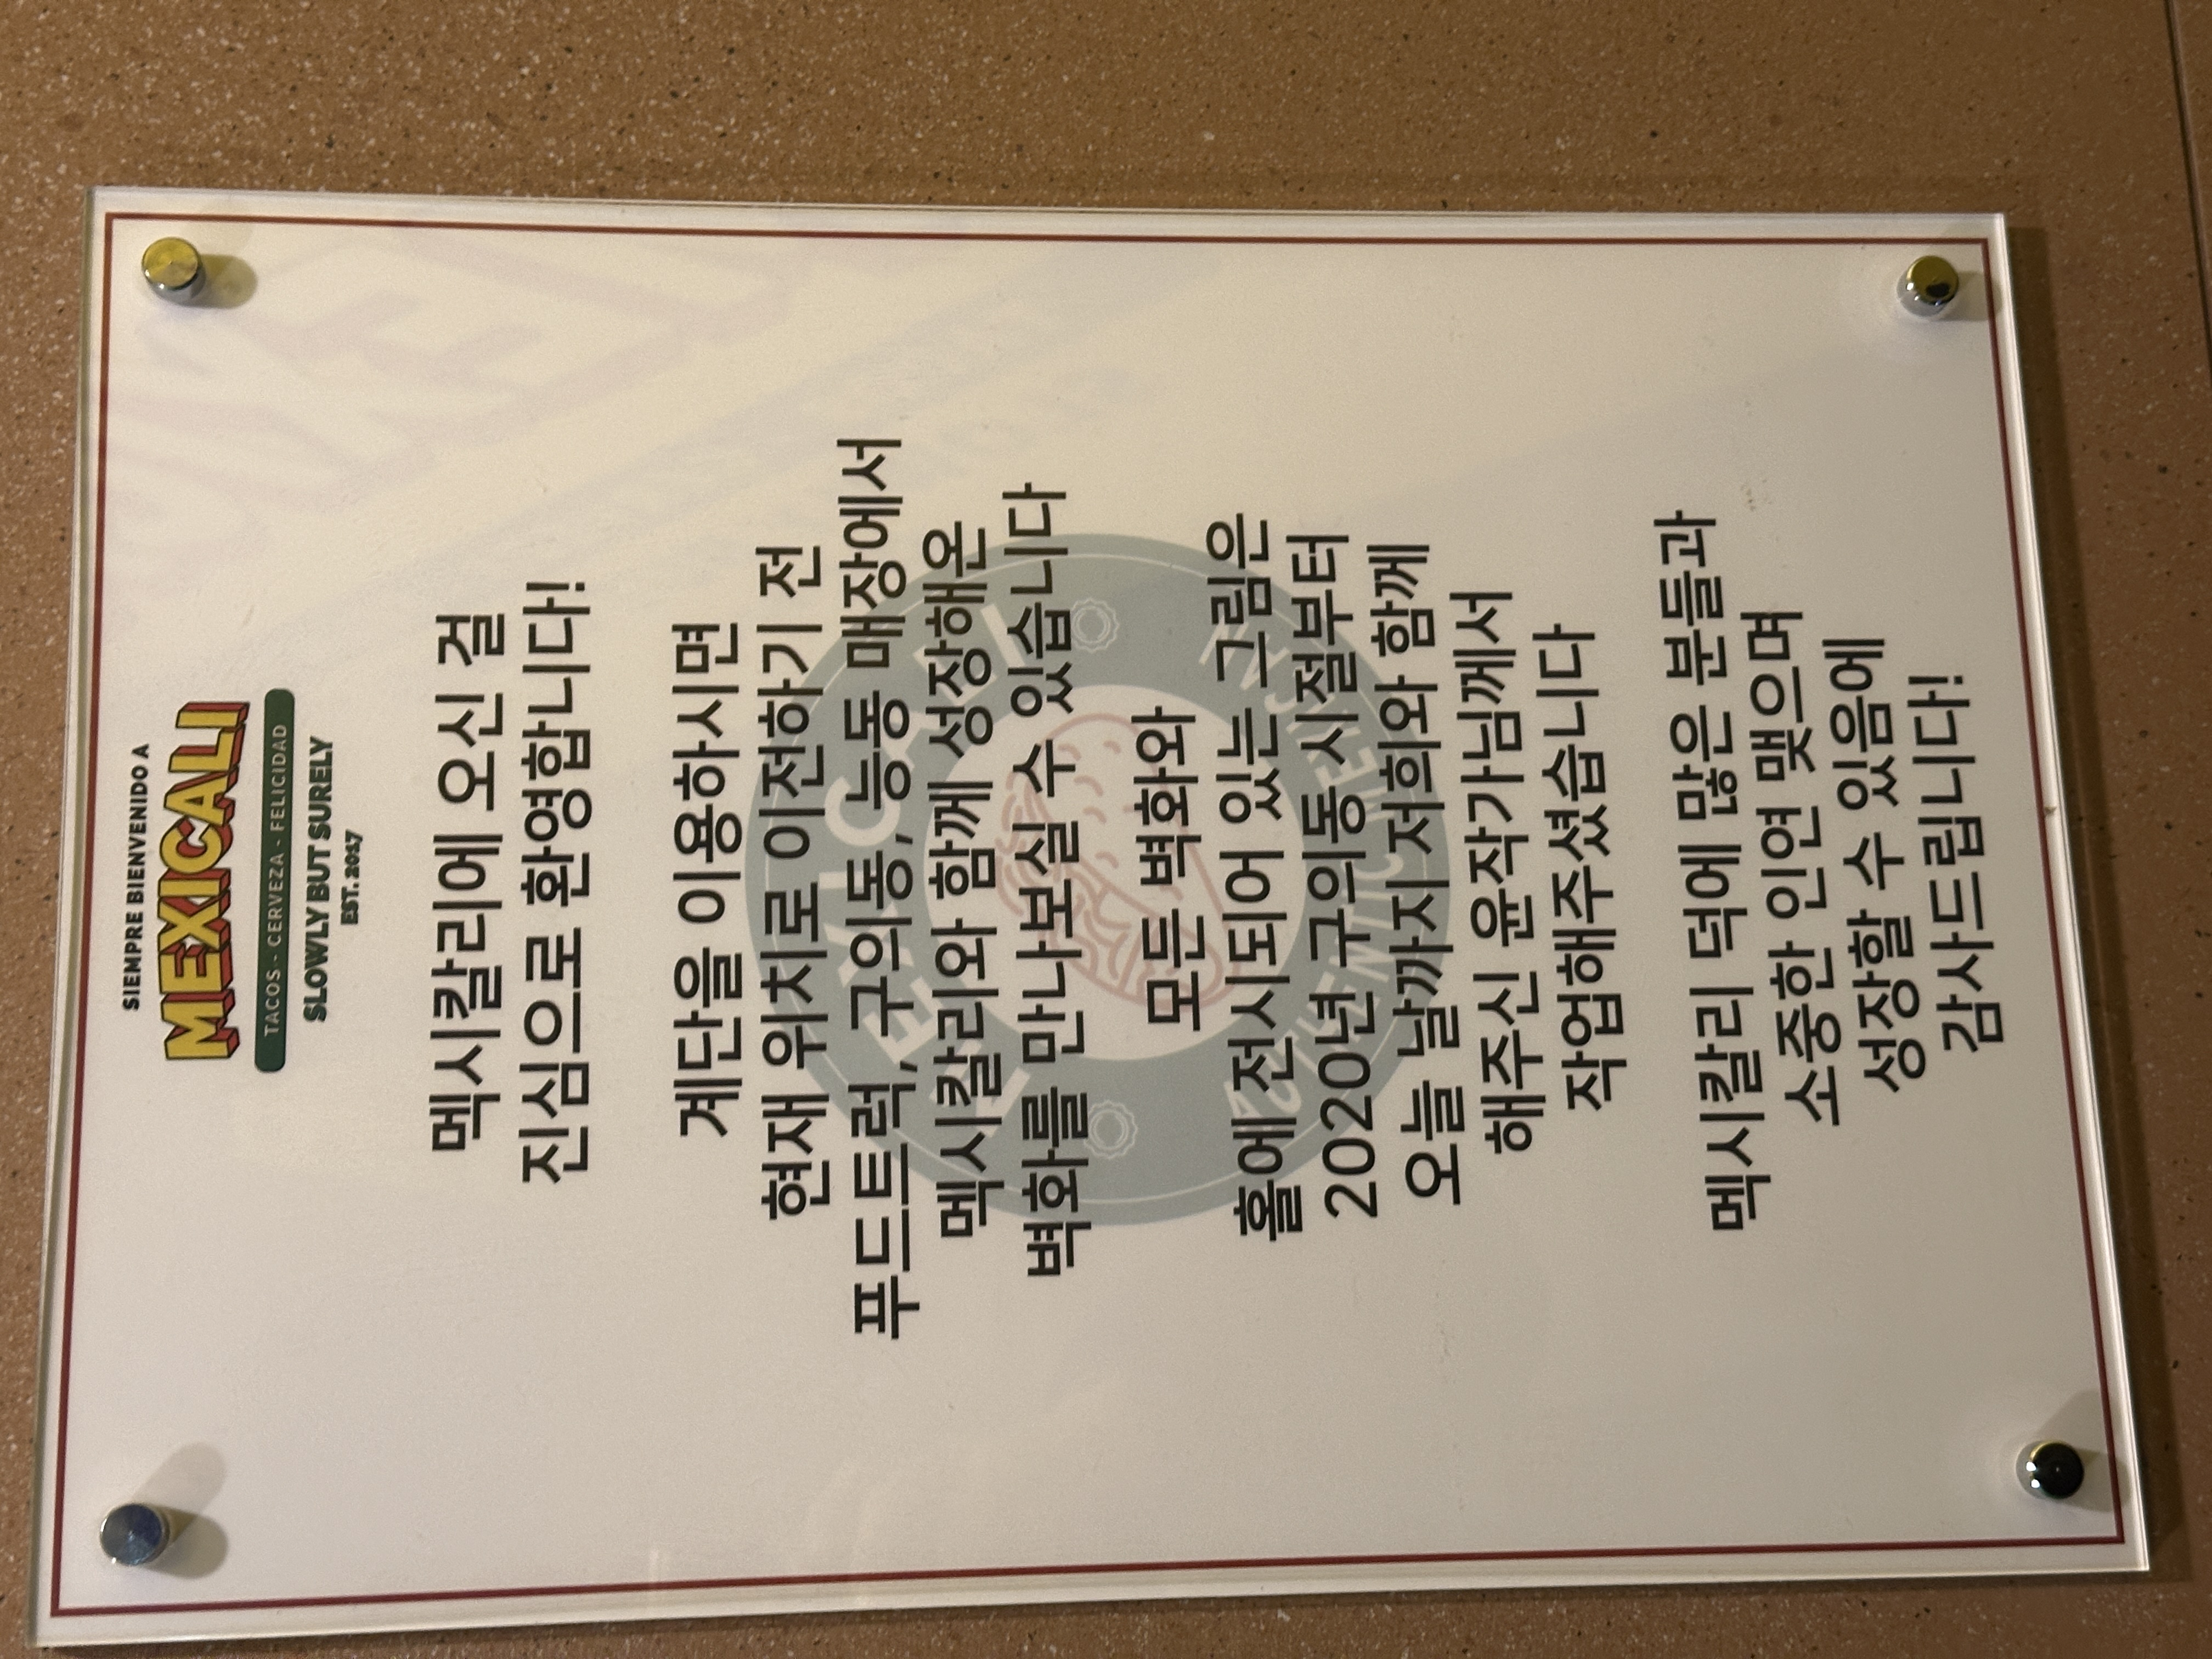 SIEMPRE BIENVENIDO A
MEXICALI
TACOS - CERVEZA - FELICIDAD
SLOWLY BUT SURELY
EST. 2017
멕시칼리에 오신 걸
진심으로 환영합니다!
계단을 이용하시면
현재 위치로 이전하기 전
푸드트럭, 구의동, 능동 매장에서
멕시칼리와 함께 성장해온
벽화를 만나보실 수 있습니다
모든 벽화와
홀에 전시되어 있는 그림은
2020년 구의동 시절부터
오늘 날까지 저희와 함께
해주신 윤작가님께서
작업해주셨습니다
멕시칼리 덕에 많은 분들과
소중한 인연 맺으며
성장할 수 있음에
감사드립니다!
MEXICALI